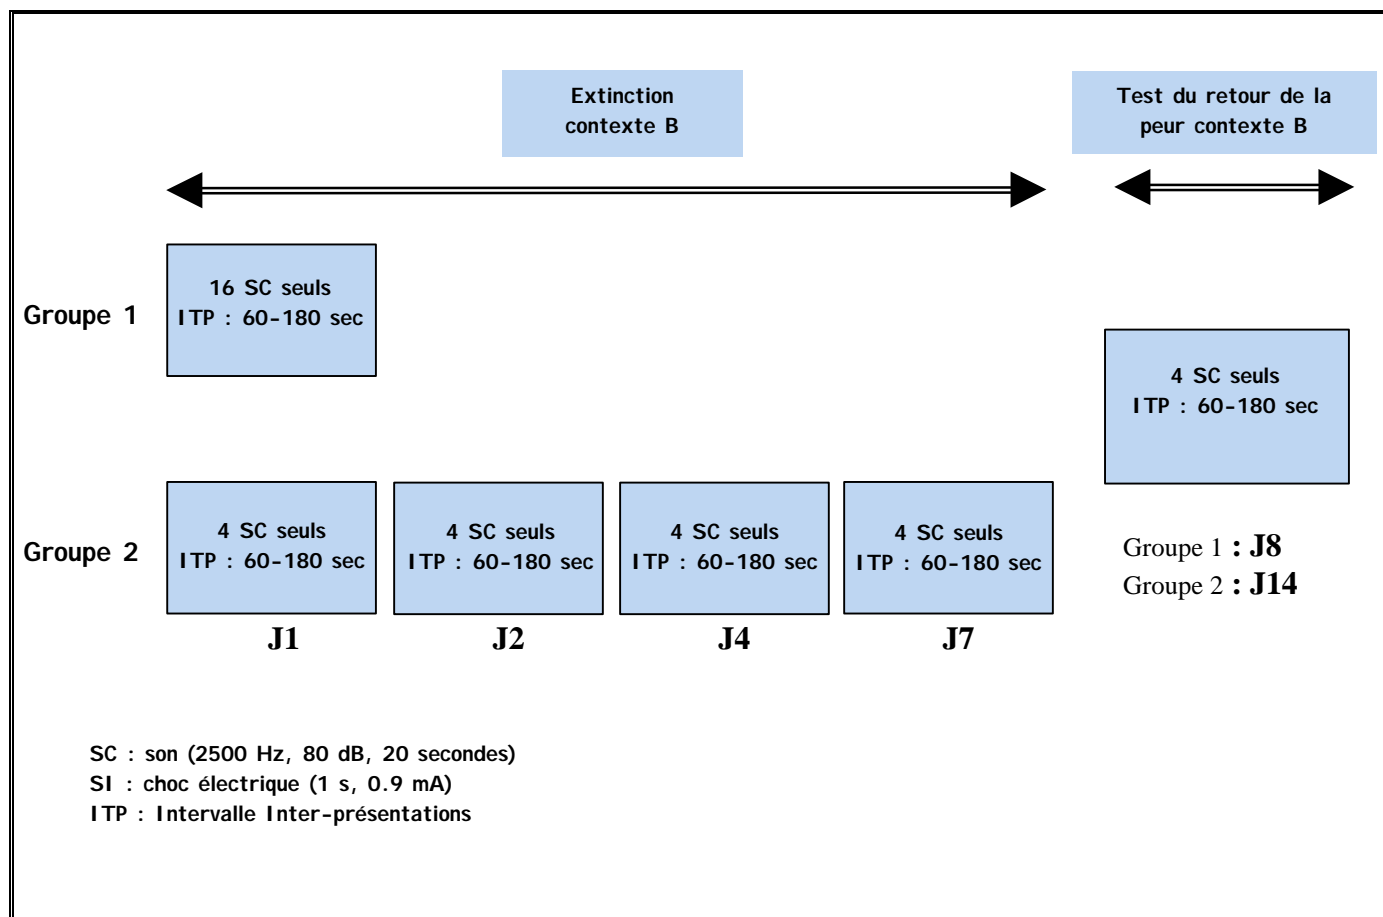 Extinction
contexte B
Test du retour de la
peur contexte B
Groupe 1
16 SC seuls
ITP : 60-180 sec
4 SC seuls
ITP : 60-180 sec
Groupe 2
4 SC seuls
ITP : 60-180 sec
4 SC seuls
ITP : 60-180 sec
4 SC seuls
ITP : 60-180 sec
4 SC seuls
ITP : 60-180 sec
Groupe 1 : J8
Groupe 2 : J14
J1
J2
J4
J7
SC : son (2500 Hz, 80 dB, 20 secondes)
SI : choc électrique (1 s, 0.9 mA)
ITP : Intervalle Inter-présentations